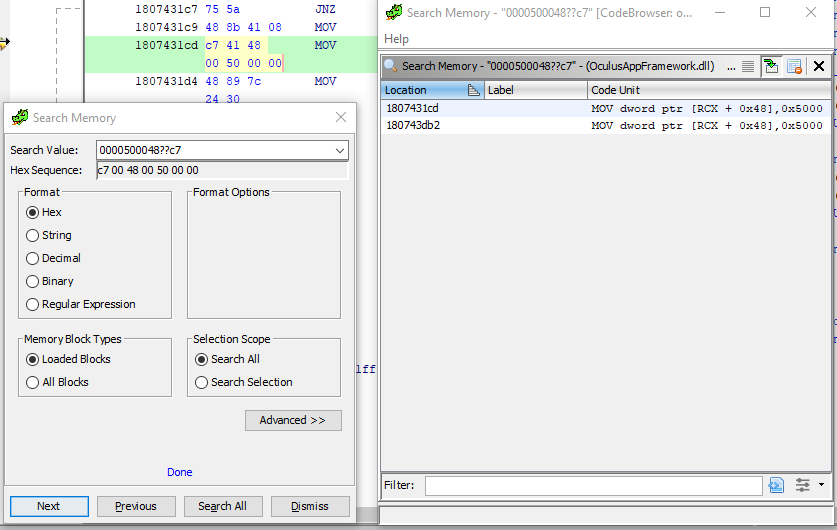 1807431c7 75 5a JNZ
1807431c9 48 8b 41 08 MOV
1807431cd c7 41 48 MOV
00 50 00 00
1807431d4 48 89 7c MOV
24 30
Search Memory
Search Value: 0000500048??c7
Hex Sequence: c7 00 48 00 50 00 00
Format
Hex
String
Decimal
Binary
Regular Expression
Format Options
Memory Block Types
Loaded Blocks
All Blocks
Selection Scope
Search All
Search Selection
Advanced >>
Done
Next Previous Search All Dismiss
lff
Search Memory - "0000500048??c7" [CodeBrowser: o...
Help
Search Memory - "0000500048??c7" - (OculusAppFramework.dll) ...
Location Label Code Unit
1807431cd MOV dword ptr [RCX + 0x48],0x5000
180743db2 MOV dword ptr [RCX + 0x48],0x5000
Filter: